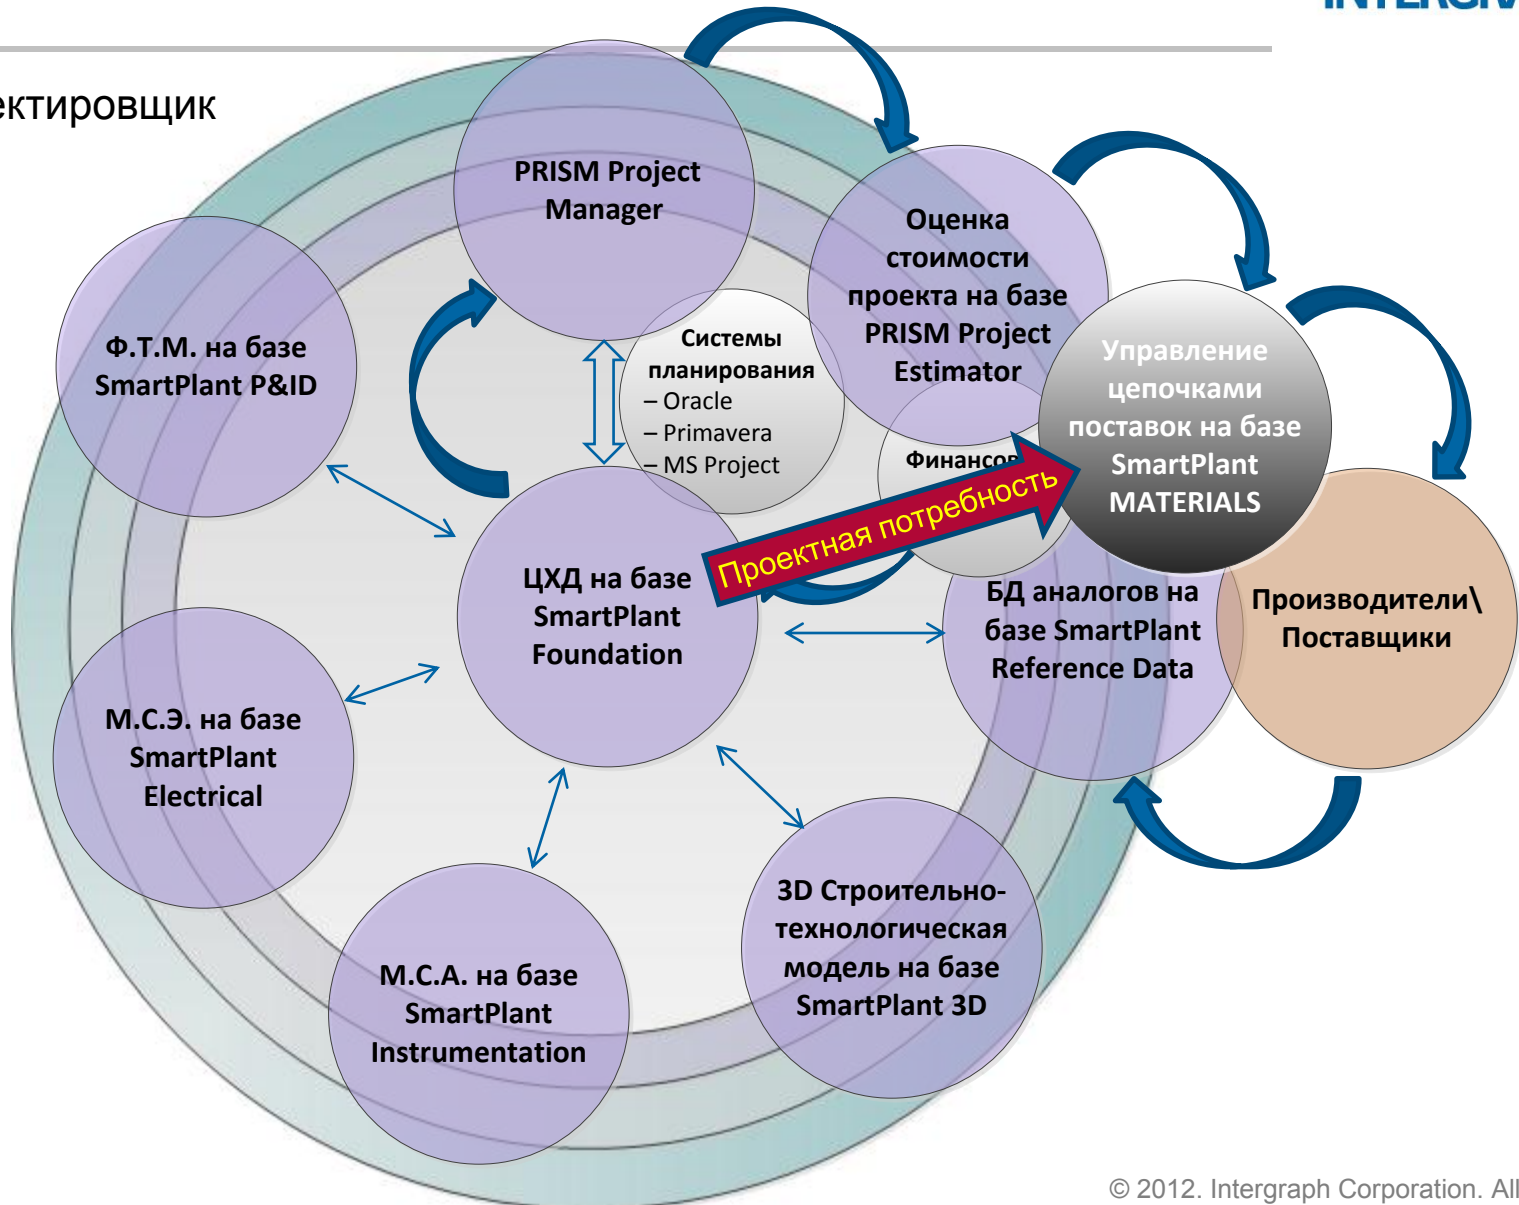 ектировщик
PRISM Project
Manager
Оценка
стоимости
проекта на базе
PRISM Project
Estimator
Управление
цепочками
поставок на базе
SmartPlant
MATERIALS
Ф.Т.М. на базе
SmartPlant P&ID
Системы
планирования
– Oracle
– Primavera
– MS Project
Финансов
Проектная потребность
ЦХД на базе
SmartPlant
Foundation
БД аналогов на
базе SmartPlant
Reference Data
Производители\
Поставщики
М.С.Э. на базе
SmartPlant
Electrical
М.С.А. на базе
SmartPlant
Instrumentation
3D Строительно-
технологическая
модель на базе
SmartPlant 3D
© 2012. Intergraph Corporation. All